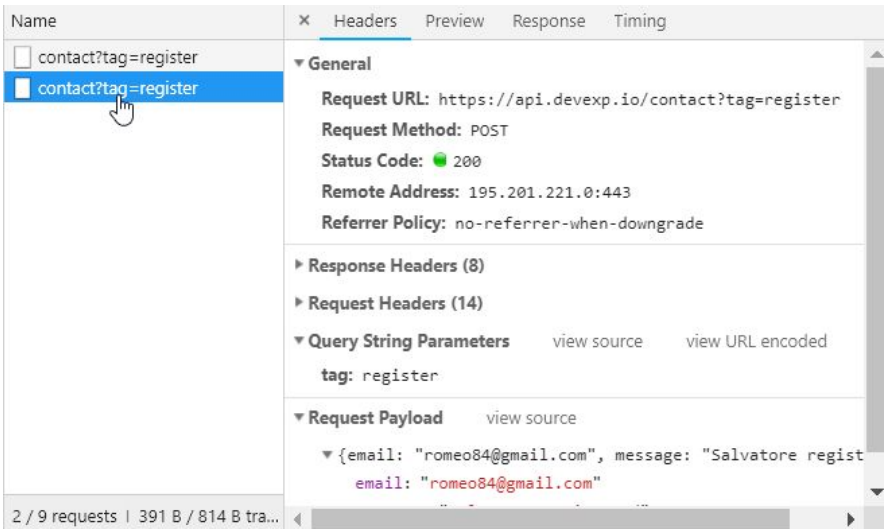 Name
contact?tag=register
contact?tag=register
2 / 9 requests | 391 B / 814 B tra...
× Headers Preview Response Timing
▼ General
Request URL: https://api.devexp.io/contact?tag=register
Request Method: POST
Status Code: 200
Remote Address: 195.201.221.0:443
Referrer Policy: no-referrer-when-downgrade
▶ Response Headers (8)
▶ Request Headers (14)
▼ Query String Parameters view source view URL encoded
tag: register
▼ Request Payload view source
▼ {email: "romeo84@gmail.com", message: "Salvatore regist
email: "romeo84@gmail.com"